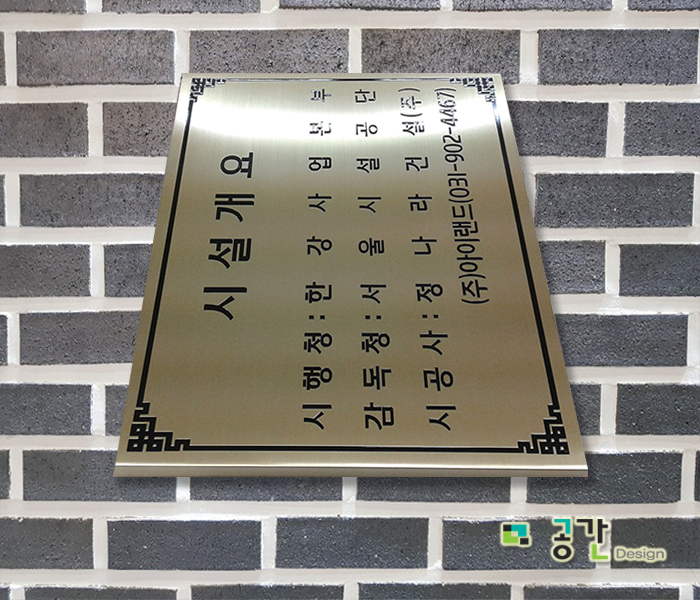 시설개요
시행청:한강사업본부
감독청:서울시설공단
시공사:정나라건설(주)
(주)아이랜드(031-902-4467)
공간 Design